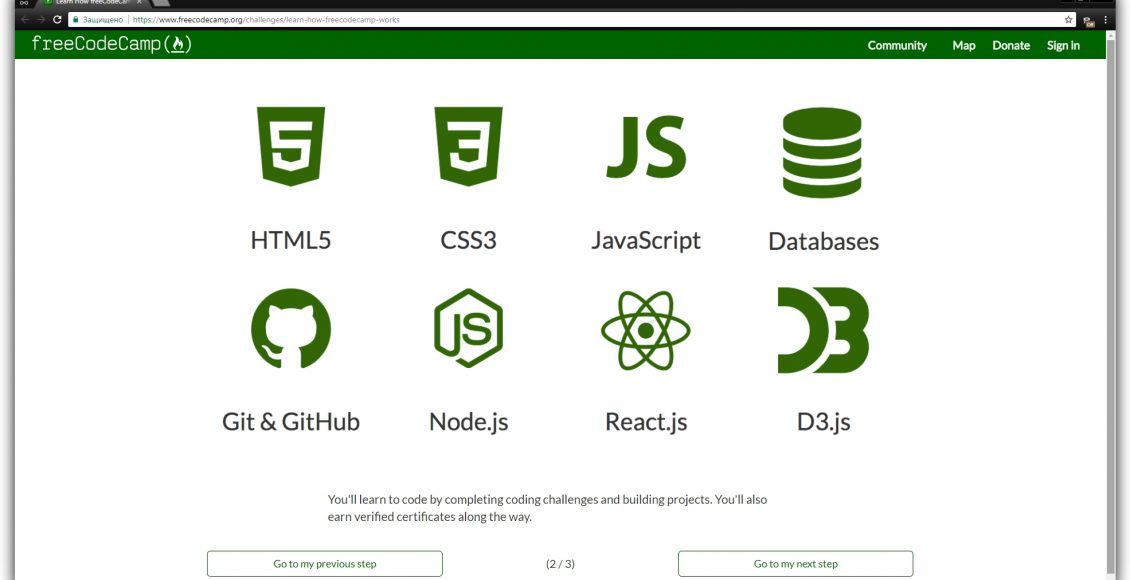 Learn How freeCodeCam
Защищено https://www.freecodecamp.org/challenges/learn-how-freecodecamp-works
freeCodeCamp
Community Map Donate Sign in
5 3 JS
HTML5 CSS3 JavaScript Databases
JS D3
Git & GitHub Node.js React.js D3.js
You'll learn to code by completing coding challenges and building projects. You'll also
earn verified certificates along the way.
Go to my previous step (2 / 3) Go to my next step